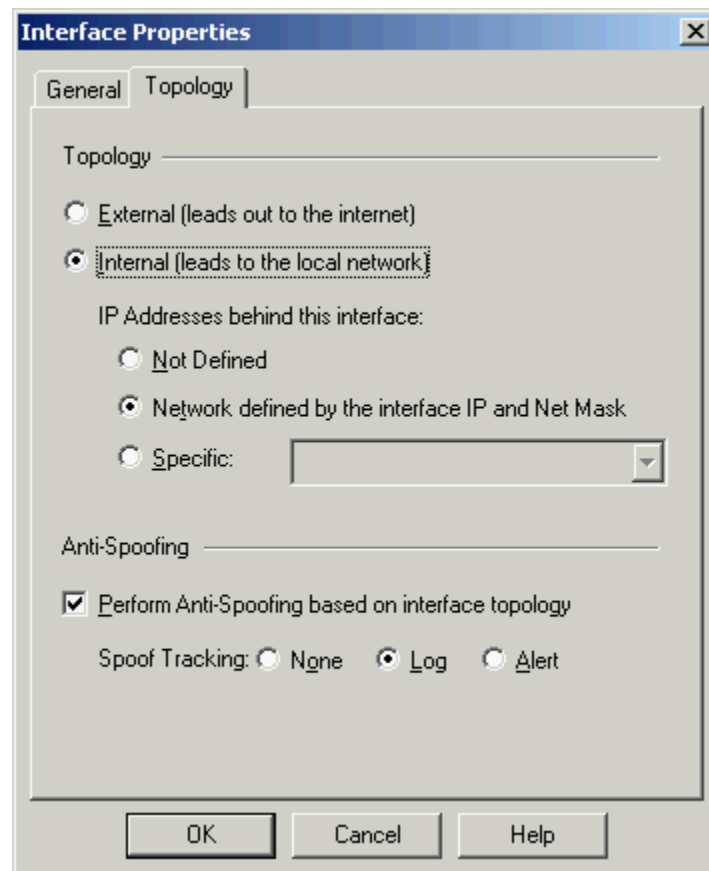 Interface Properties
General Topology
Topology
External (leads out to the internet)
Internal (leads to the local network)
IP Addresses behind this interface:
Not Defined
Network defined by the interface IP and Net Mask
Specific:
Anti-Spoofing
Perform Anti-Spoofing based on interface topology
Spoof Tracking: None Log Alert
OK Cancel Help